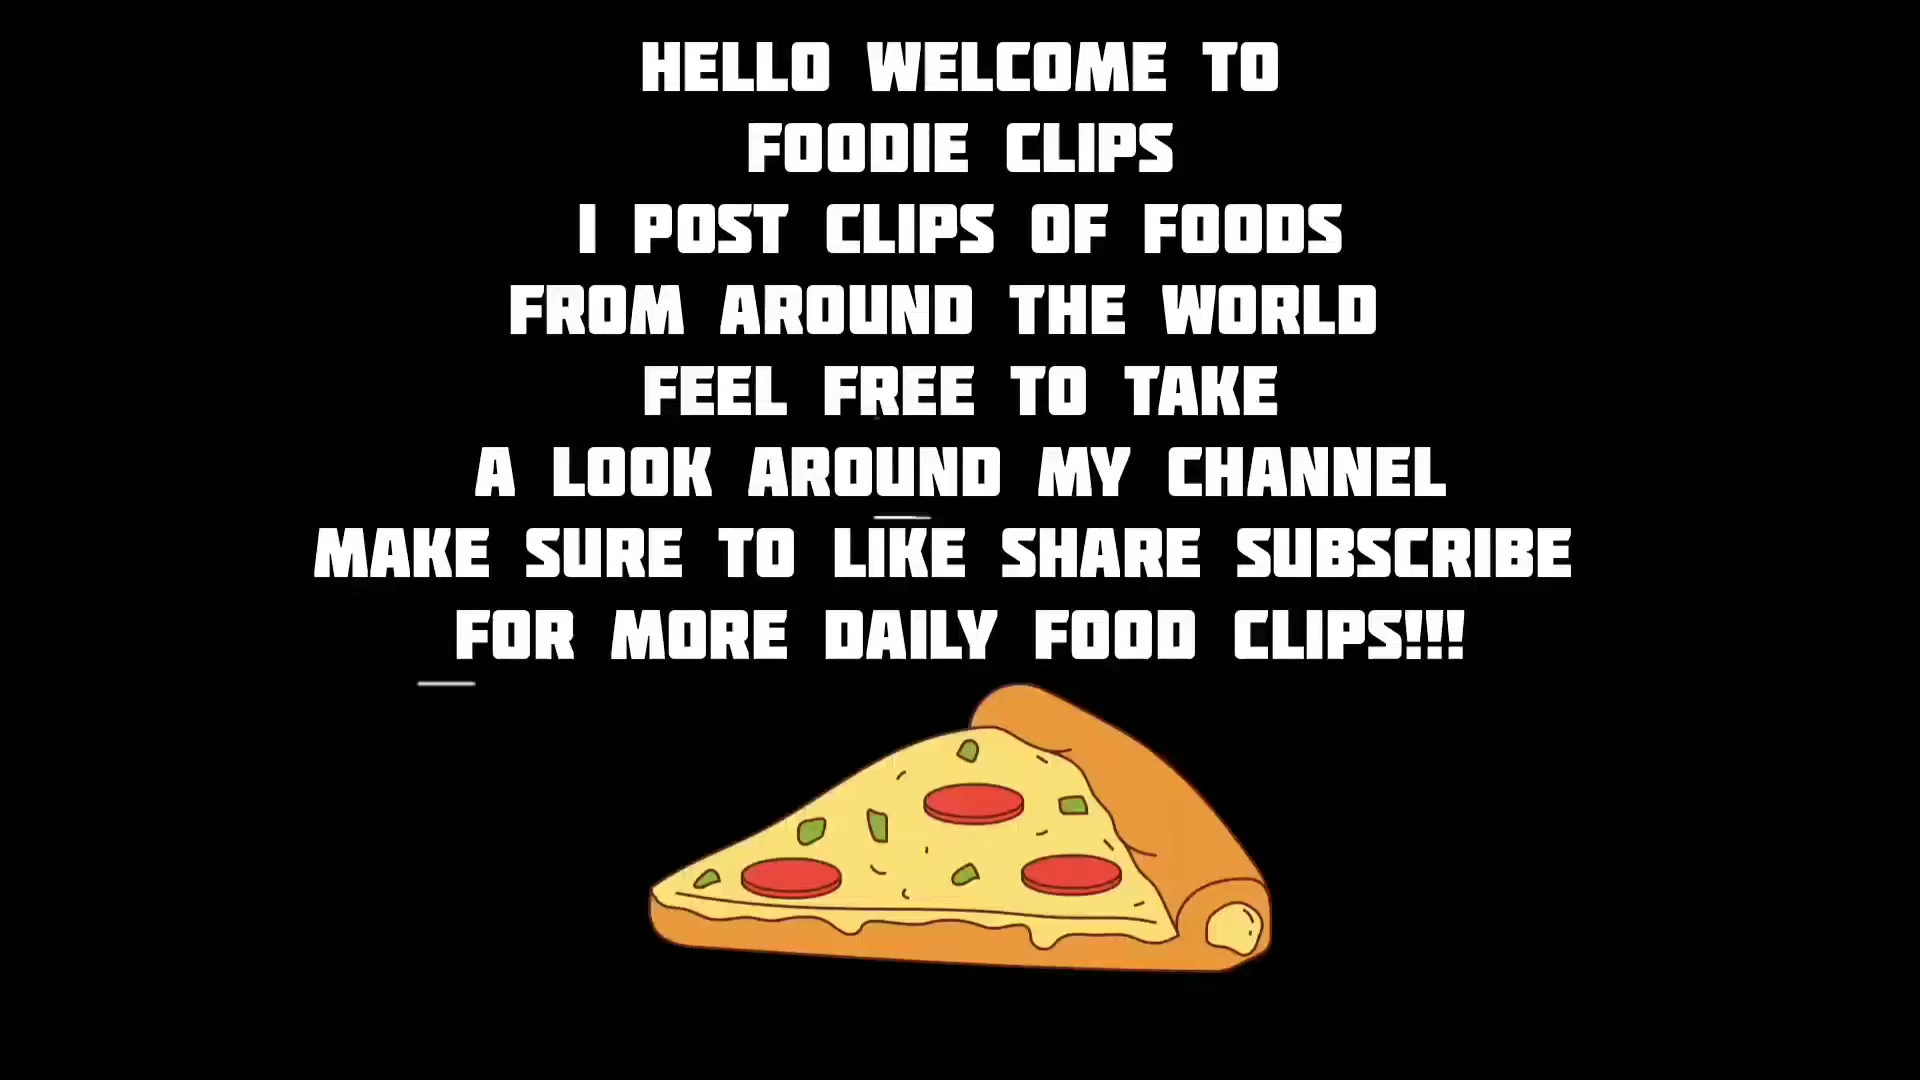 HELLO WELCOME TO
FOODIE CLIPS
I POST CLIPS OF FOODS
FROM AROUND THE WORLD
FEEL FREE TO TAKE
A LOOK AROUND MY CHANNEL
MAKE SURE TO LIKE SHARE SUBSCRIBE
FOR MORE DAILY FOOD CLIPS!!!